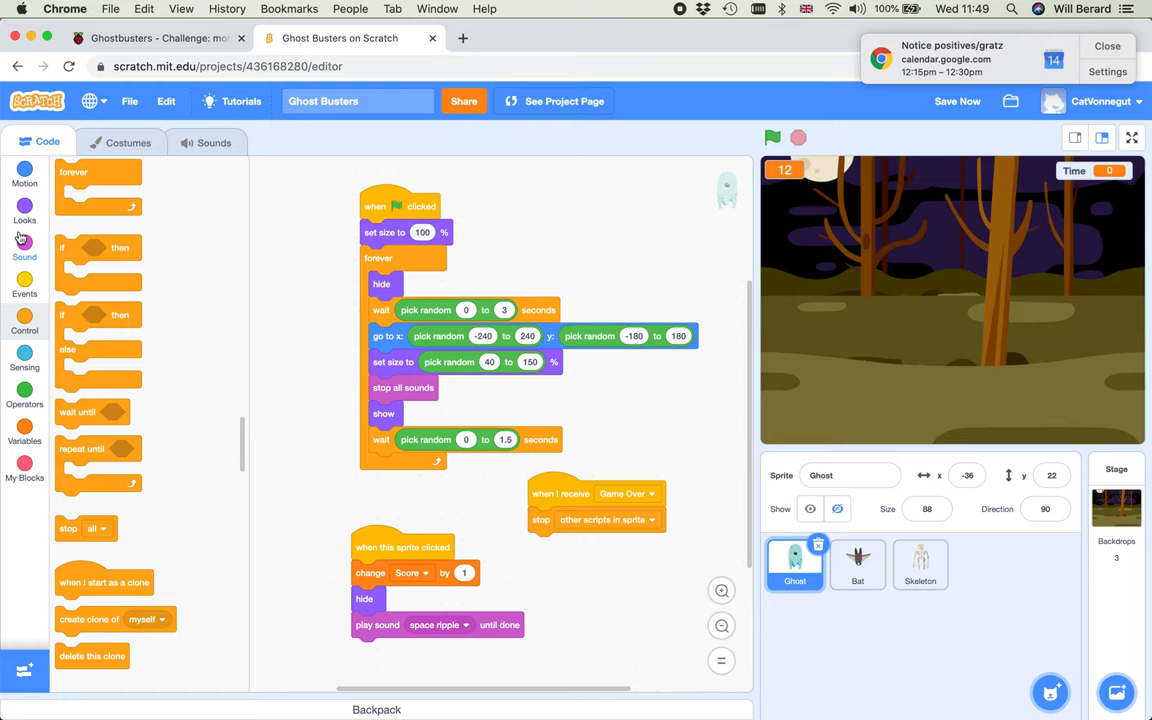 Chrome File Edit View History Bookmarks People Tab Window Help 100% Wed 11:49 Will Berard
Ghostbusters - Challenge: mor × Ghost Busters on Scratch × +
scratch.mit.edu/projects/436168280/editor
Notice positives/gratz
calendar.google.com
12:15pm – 12:30pm
14
Close
Settings
SCRATCH File Edit Tutorials Ghost Busters Share See Project Page Save Now CatVonnegut
Code Costumes Sounds
Motion
Looks
Sound
Events
Control
Sensing
Operators
Variables
My Blocks
forever
if then
if then
else
wait until
repeat until
stop all
when I start as a clone
create clone of myself
delete this clone
when clicked
set size to 100 %
forever
hide
wait pick random 0 to 3 seconds
go to x: pick random -240 to 240 y: pick random -180 to 180
set size to pick random 40 to 150 %
stop all sounds
show
wait pick random 0 to 1.5 seconds
when I receive Game Over
stop other scripts in sprite
when this sprite clicked
change Score by 1
hide
play sound space ripple until done
Backpack
12
Time 0
Sprite Ghost x -36 y 22
Show Size 88 Direction 90
Ghost
Bat
Skeleton
Stage
Backdrops
3